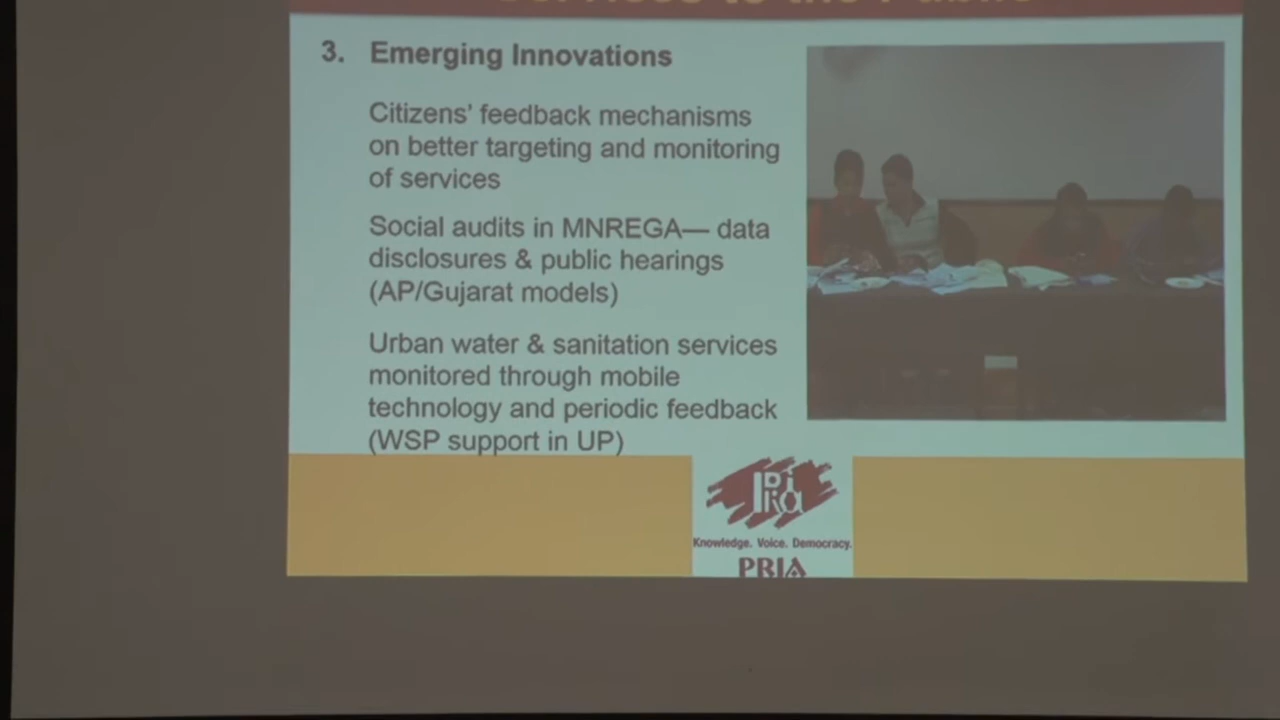 3. Emerging Innovations
Citizens' feedback mechanisms
on better targeting and monitoring
of services
Social audits in MNREGA— data
disclosures & public hearings
(AP/Gujarat models)
Urban water & sanitation services
monitored through mobile
technology and periodic feedback
(WSP support in UP)
PRia
Knowledge. Voice. Democracy.
PRIA